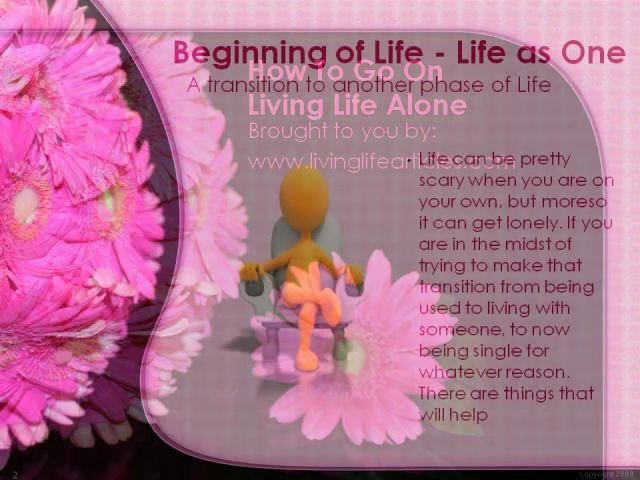 Beginning of Life - Life as One
How To Go On
A transition to another phase of Life
Living Life Alone
Brought to you by:
www.livinglifearticles.com
• Life can be pretty
scary when you are on
your own, but moreso
it can get lonely. If you
are in the midst of
trying to make that
transition from being
used to living with
someone, to now
being single for
whatever reason.
There are things that
will help
2
Copyright 2009